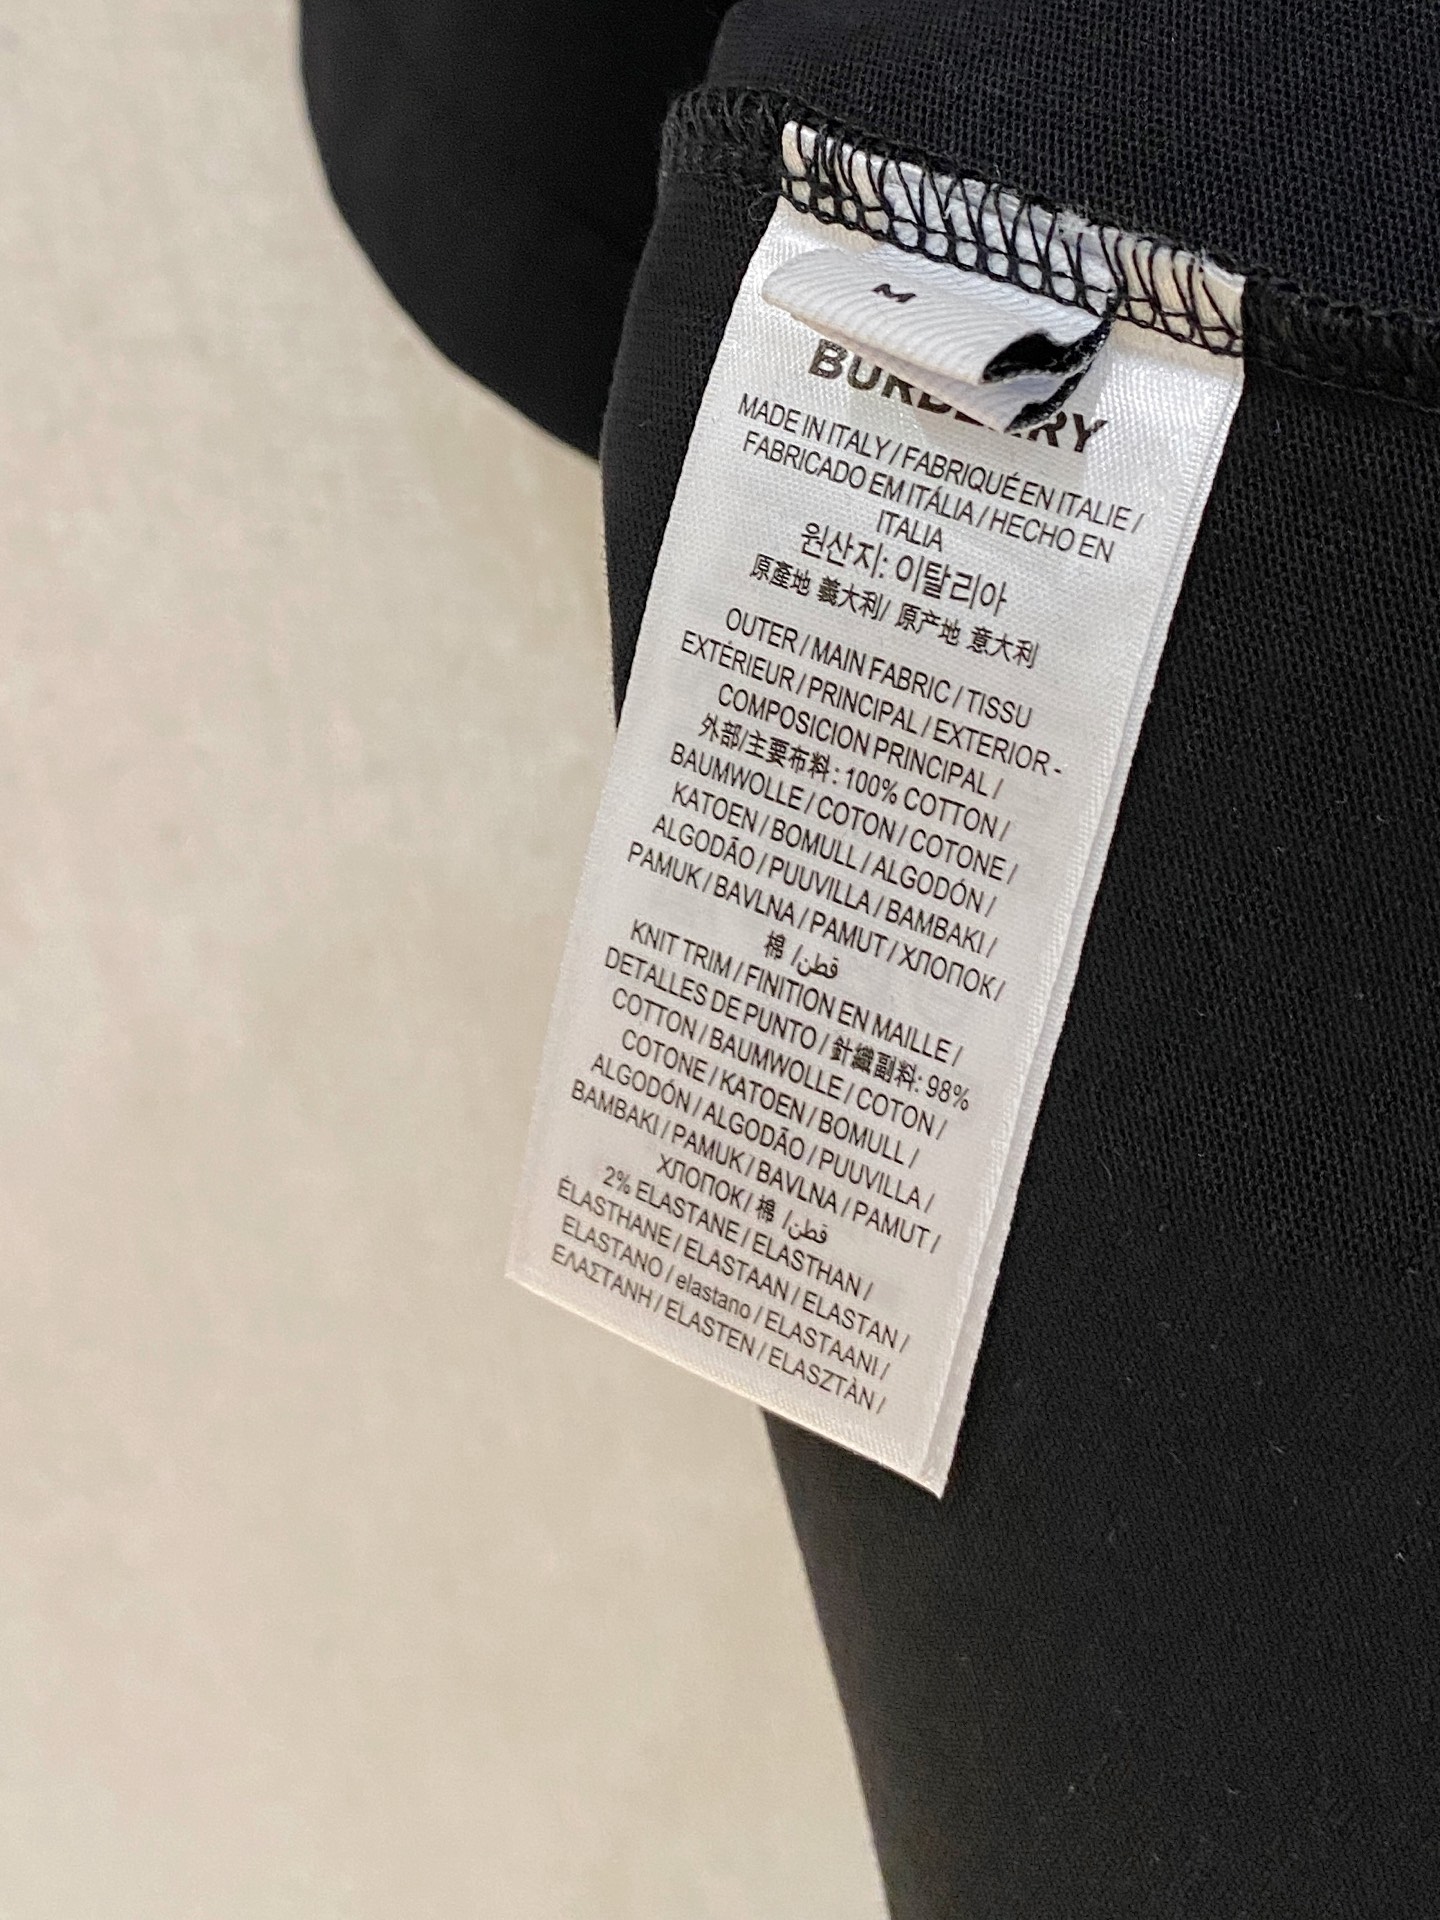 M
BURBERRY
MADE IN ITALY / FABRIQUÉ EN ITALIE /
FABRICADO EM ITÁLIA / HECHO EN
ITALIA
원산지: 이탈리아
原產地 義大利/ 原产地 意大利
OUTER / MAIN FABRIC / TISSU
EXTÉRIEUR / PRINCIPAL / EXTERIOR -
COMPOSICION PRINCIPAL /
外部/主要布料 : 100% COTTON /
BAUMWOLLE / COTON / COTONE /
KATOEN / BOMULL / ALGODÓN /
ALGODÃO / PUUVILLA / BAMBAKI /
PAMUK / BAVLNA / PAMUT / ХЛОПОК /
棉 / قطن
KNIT TRIM / FINITION EN MAILLE /
DETALLES DE PUNTO / 針織副料: 98%
COTTON / BAUMWOLLE / COTON /
COTONE / KATOEN / BOMULL /
ALGODÓN / ALGODÃO / PUUVILLA /
BAMBAKI / PAMUK / BAVLNA / PAMUT /
ХЛОПОК / 棉 / قطن
2% ELASTANE / ELASTHAN /
ÉLASTHANE / ELASTAAN / ELASTAN /
ELASTANO / elastano / ELASTAANI /
ΕΛΑΣΤΑΝΗ / ELASTEN / ELASZTÀN /